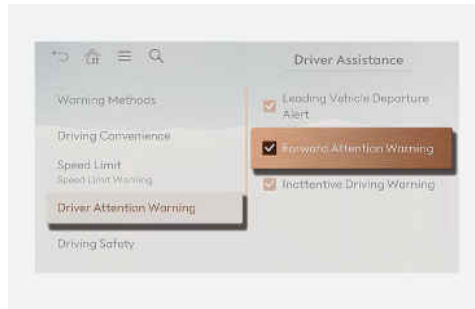 Driver Assistance
Warning Methods
Driving Convenience
Speed Limit
Speed Limit Warning
Driver Attention Warning
Driving Safety
Leading Vehicle Departure
Alert
Forward Attention Warning
Inattentive Driving Warning